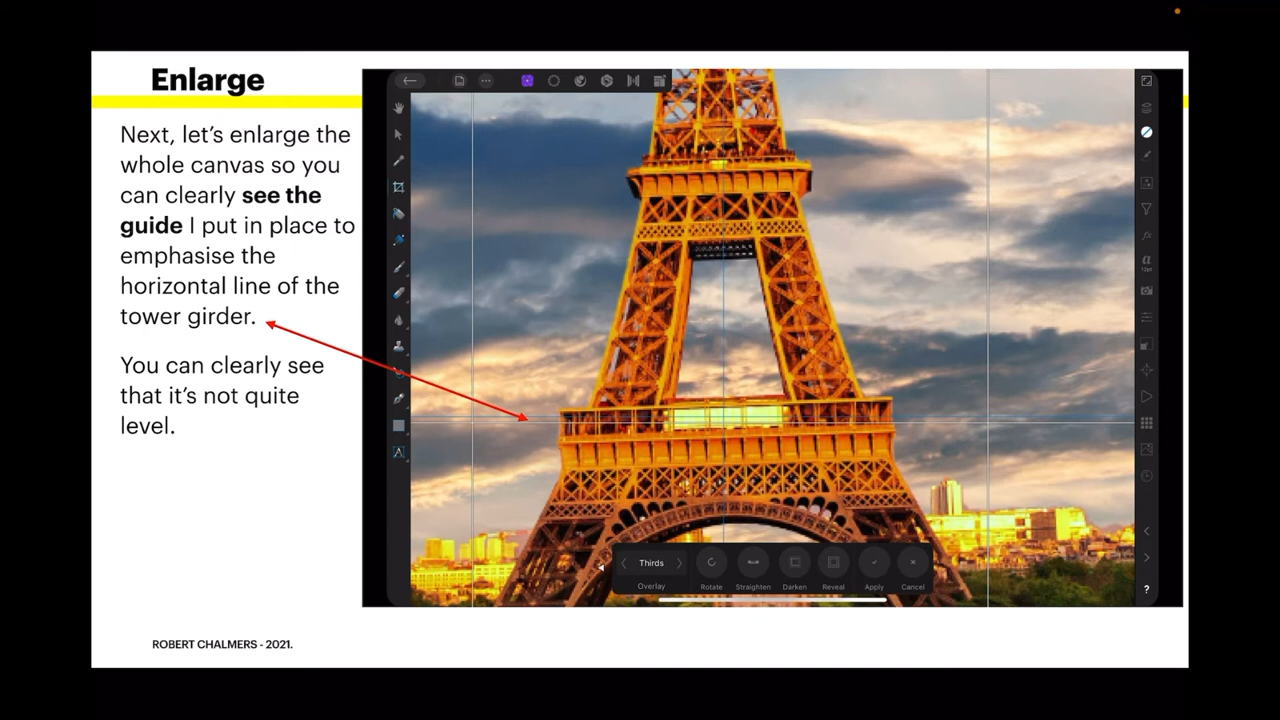 Enlarge
Next, let's enlarge the
whole canvas so you
can clearly see the
guide I put in place to
emphasise the
horizontal line of the
tower girder.
You can clearly see
that it's not quite
level.
Thirds
Overlay
Rotate
Straighten
Darken
Reveal
Apply
Cancel
ROBERT CHALMERS - 2021.